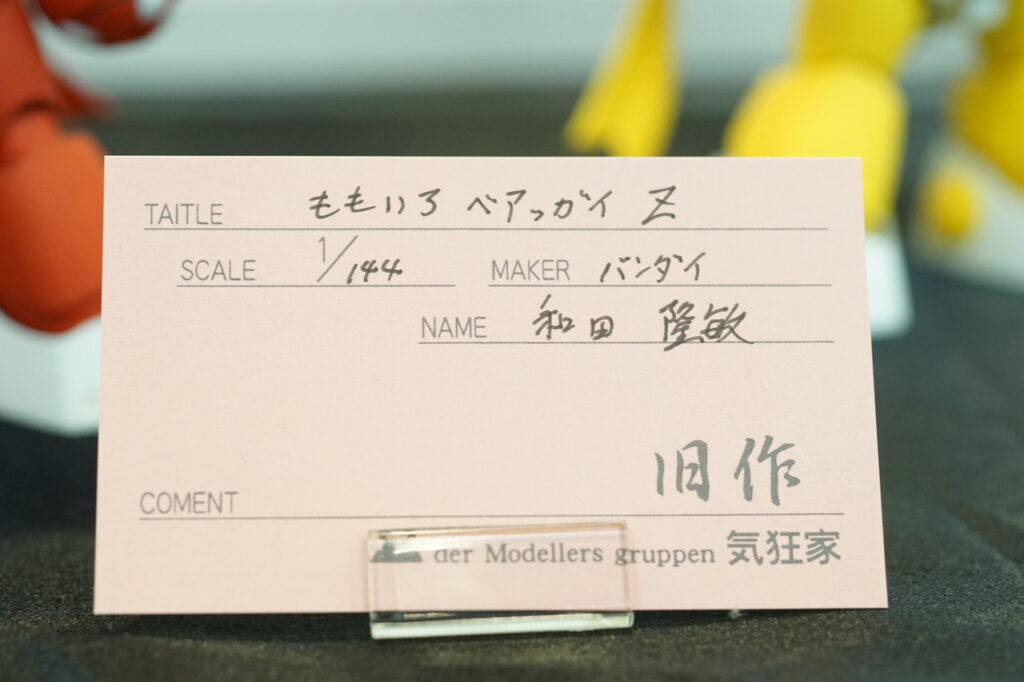 TAITLE ももいろ ベアッガイ Z
SCALE 1/144 MAKER バンダイ
NAME 和田 隆敏
旧作
COMENT
der Modellers gruppen 気狂家